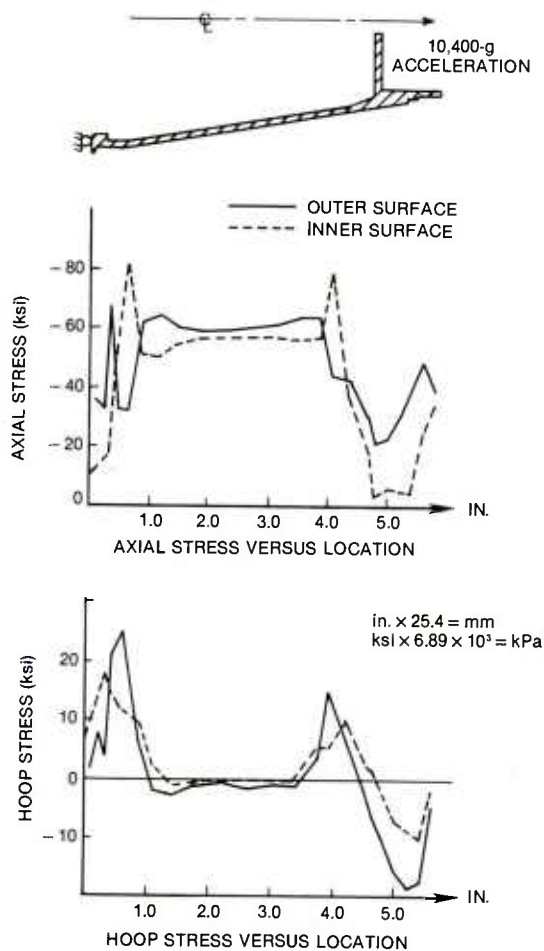 ℄
10,400-g
ACCELERATION
OUTER SURFACE
INNER SURFACE
AXIAL STRESS (ksi)
– 80
– 60
– 40
– 20
0
1.0 2.0 3.0 4.0 5.0 IN.
AXIAL STRESS VERSUS LOCATION
in. × 25.4 = mm
ksi × 6.89 × 10³ = kPa
HOOP STRESS (ksi)
20
10
0
– 10
1.0 2.0 3.0 4.0 5.0 IN.
HOOP STRESS VERSUS LOCATION